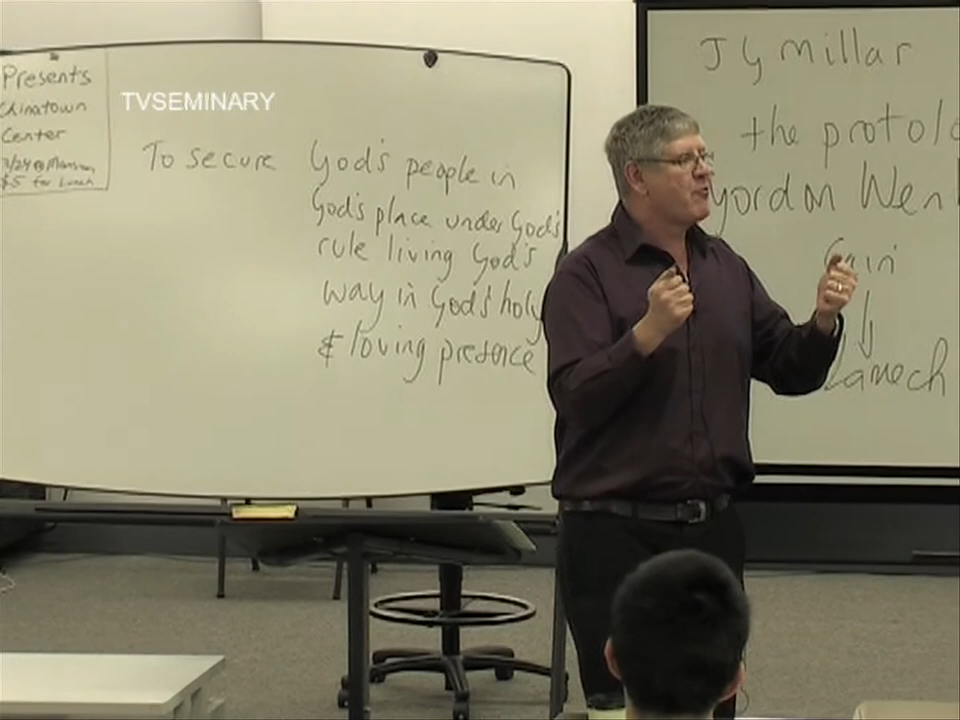 Presents
Chinatown
Center
$5 for Lunch
TVSEMINARY
To secure God's people in
God's place under God's
rule living God's
way in God's holy
& loving presence
J G Millar
the protol
Gordon Wen
Cain
Lamech